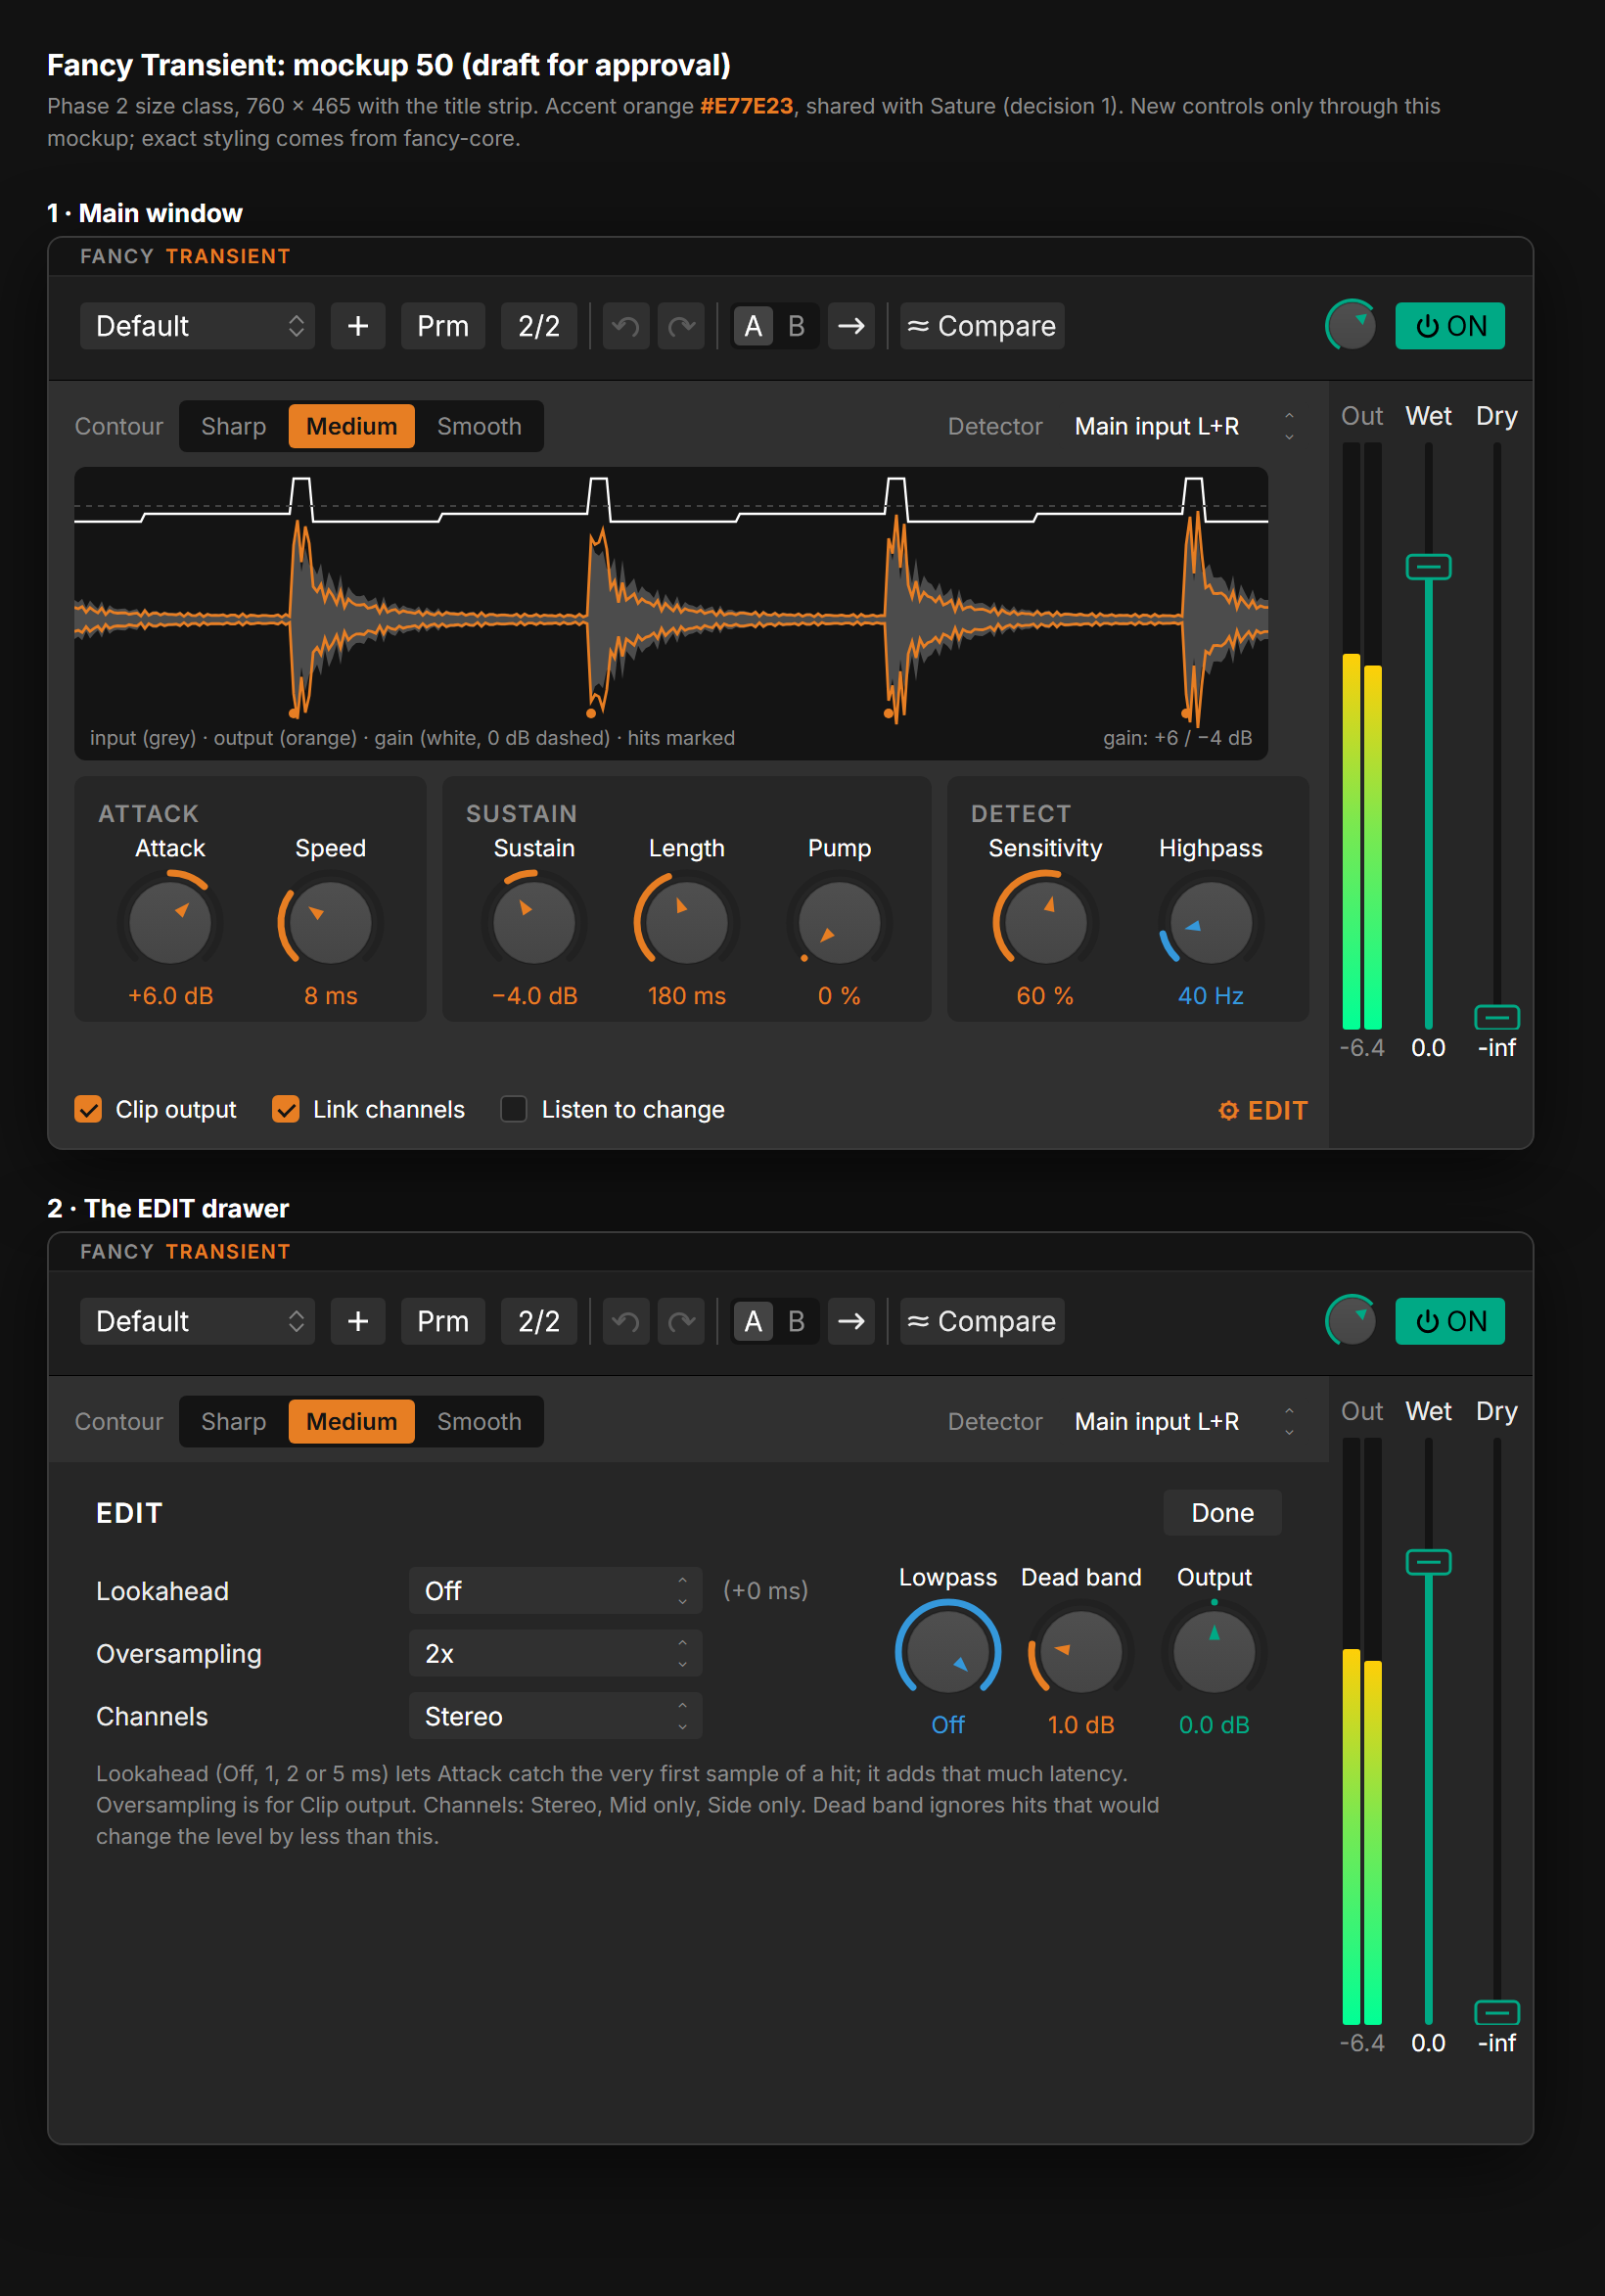 Fancy Transient: mockup 50 (draft for approval)
Phase 2 size class, 760 × 465 with the title strip. Accent orange #E77E23, shared with Sature (decision 1). New controls only through this
mockup; exact styling comes from fancy-core.
1 · Main window
FANCY TRANSIENT
Default + Prm 2/2 A B → ≈ Compare ON
Contour Sharp Medium Smooth Detector Main input L+R
Out Wet Dry
input (grey) · output (orange) · gain (white, 0 dB dashed) · hits marked gain: +6 / −4 dB
ATTACK SUSTAIN DETECT
Attack Speed Sustain Length Pump Sensitivity Highpass
+6.0 dB 8 ms −4.0 dB 180 ms 0 % 60 % 40 Hz
-6.4 0.0 -inf
Clip output Link channels Listen to change EDIT
2 · The EDIT drawer
FANCY TRANSIENT
Default + Prm 2/2 A B → ≈ Compare ON
Contour Sharp Medium Smooth Detector Main input L+R
Out Wet Dry
EDIT Done
Lowpass Dead band Output
Lookahead Off (+0 ms)
Oversampling 2x
Channels Stereo
Off 1.0 dB 0.0 dB
Lookahead (Off, 1, 2 or 5 ms) lets Attack catch the very first sample of a hit; it adds that much latency.
Oversampling is for Clip output. Channels: Stereo, Mid only, Side only. Dead band ignores hits that would
change the level by less than this.
-6.4 0.0 -inf